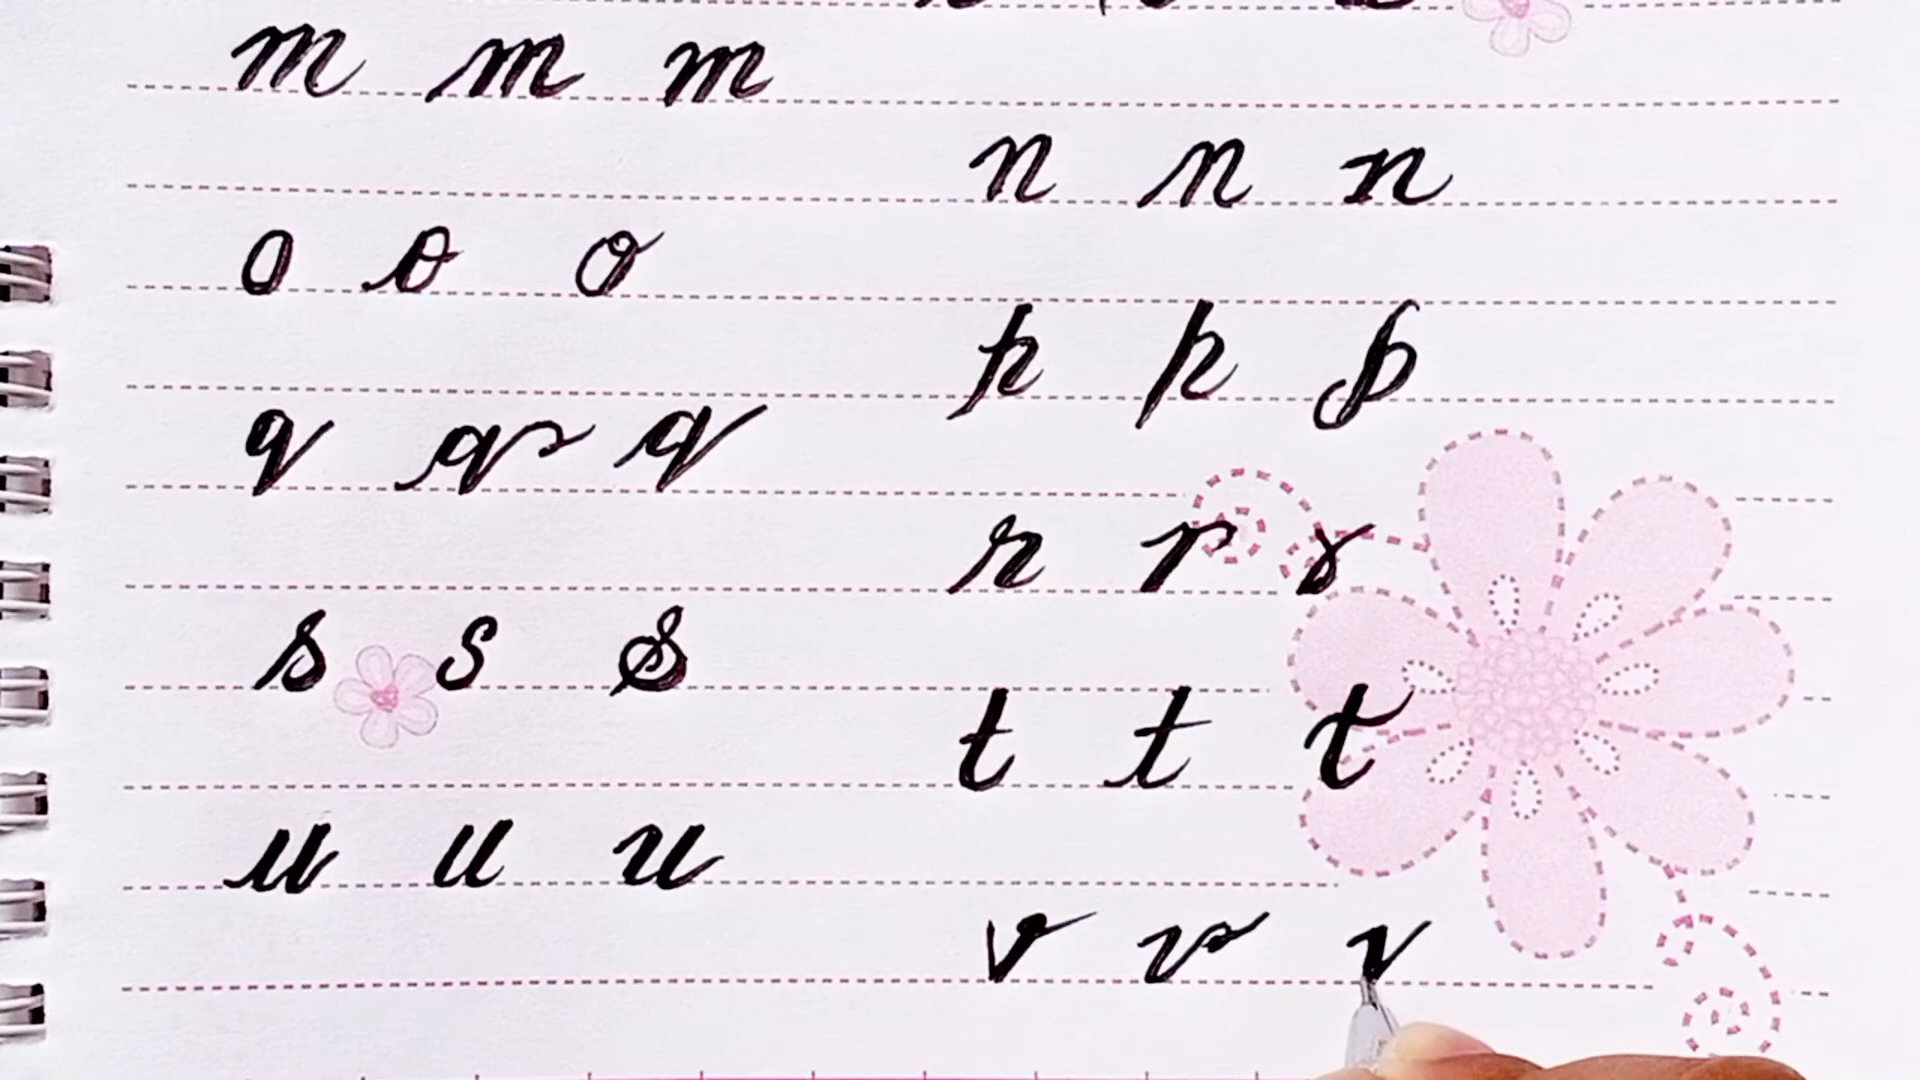 m m m
n n n
o o o
p p p
q q q
r r r
s s s
t t t
u u u
v v v